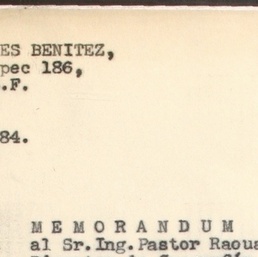 ES BENITEZ,
pec 186,
.F.
84.
M E M O R A N D U M
al Sr.Ing.Pastor Raoua